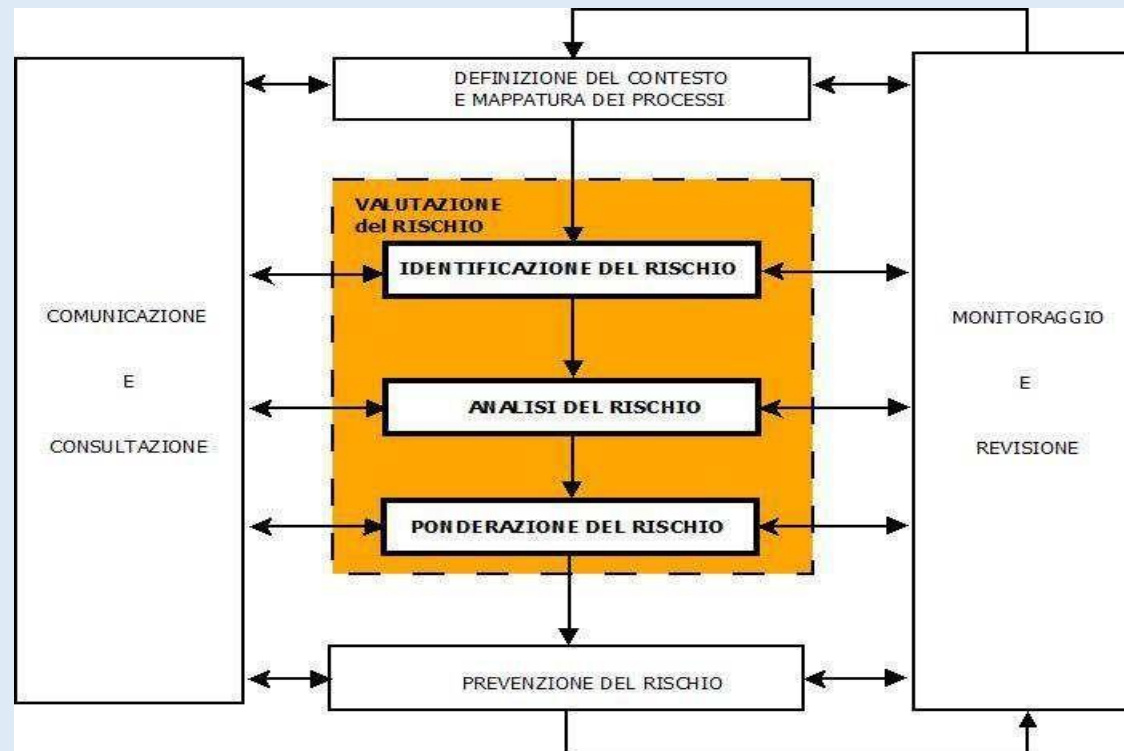 DEFINIZIONE DEL CONTESTO
E MAPPATURA DEI PROCESSI
VALUTAZIONE
del RISCHIO
IDENTIFICAZIONE DEL RISCHIO
COMUNICAZIONE
E
CONSULTAZIONE
MONITORAGGIO
E
REVISIONE
ANALISI DEL RISCHIO
PONDERAZIONE DEL RISCHIO
PREVENZIONE DEL RISCHIO